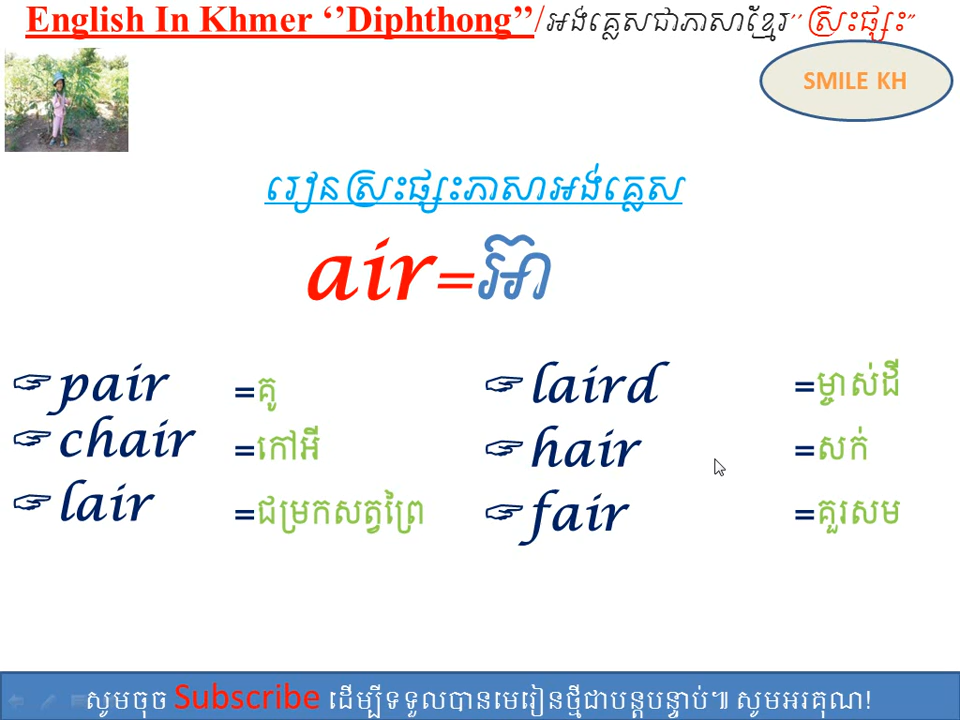 English In Khmer ‘’Diphthong’’/អង់គ្លេសជាភាសាខ្មែរ’’ស្រះផ្សះ”
SMILE KH
រៀនស្រះផ្សះភាសាអង់គ្លេស
air=អ៊ា
☞pair =គូ
☞chair =កៅអី
☞lair =ជម្រកសត្វព្រៃ
☞laird =ម្ចាស់ដី
☞hair =សក់
☞fair =គួរសម
សូមចុច Subscribe ដើម្បីទទួលបានមេរៀនថ្មីជាបន្តបន្ទាប់៕ សូមអរគុណ!